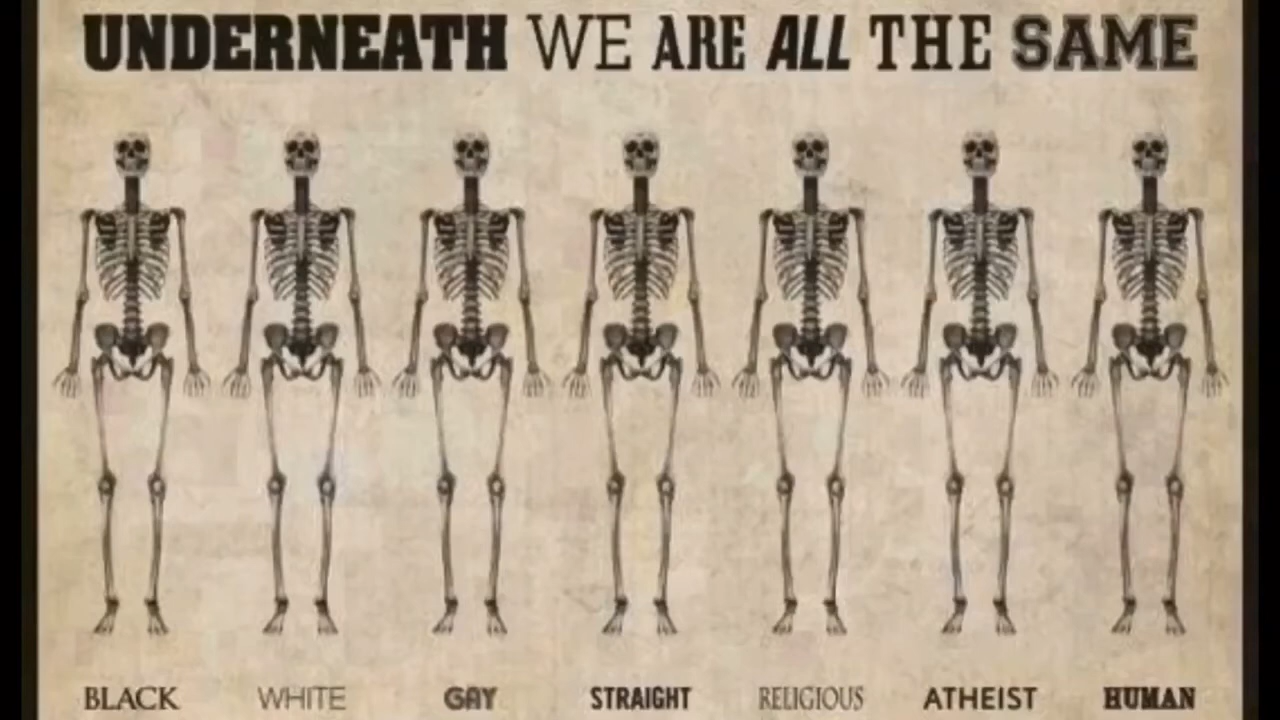 UNDERNEATH WE ARE ALL THE SAME
BLACK WHITE GAY STRAIGHT RELIGIOUS ATHEIST HUMAN